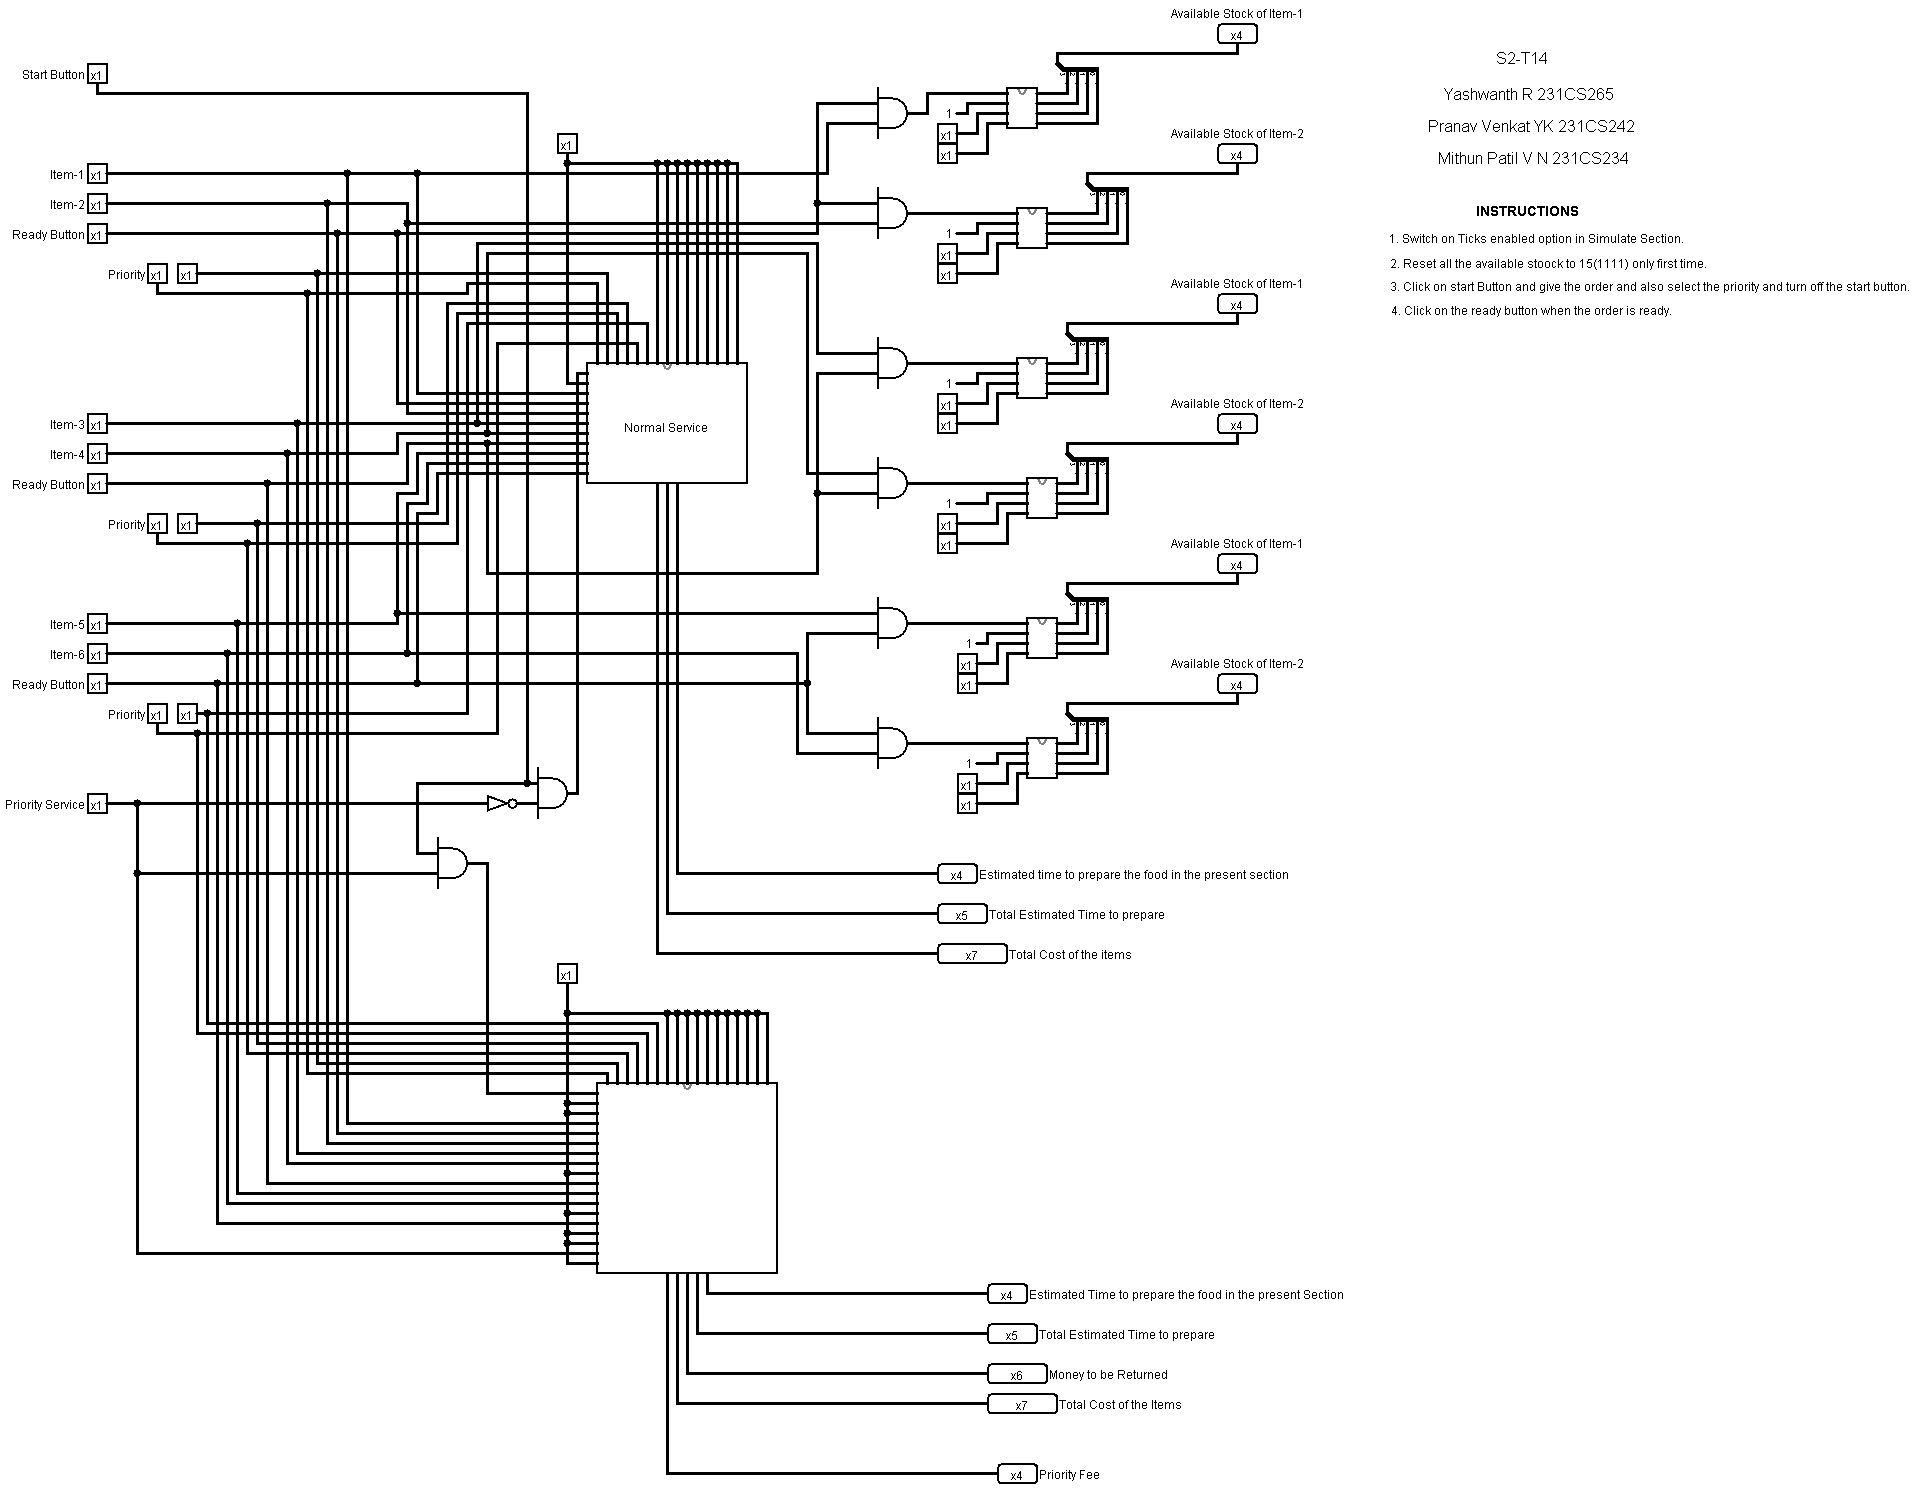 Available Stock of Item-1
x4
S2-T14
Start Button x1
Yashwanth R 231CS265
1
Pranav Venkat YK 231CS242
x1
Available Stock of Item-2
x1
x1
x4
Mithun Patil V N 231CS234
Item-1 x1
Item-2 x1
INSTRUCTIONS
Ready Button x1
1
1. Switch on Ticks enabled option in Simulate Section.
x1
2. Reset all the available stoock to 15(1111) only first time.
Priority x1 x1
x1
Available Stock of Item-1
3. Click on start Button and give the order and also select the priority and turn off the start button.
x4
4. Click on the ready button when the order is ready.
1
x1
Available Stock of Item-2
Item-3 x1
Normal Service
x1
x4
Item-4 x1
Ready Button x1
1
Priority x1 x1
x1
x1
Available Stock of Item-1
x4
Item-5 x1
1
Item-6 x1
x1
Available Stock of Item-2
Ready Button x1
x1
x4
Priority x1 x1
1
x1
Priority Service x1
x1
x4 Estimated time to prepare the food in the present section
x5 Total Estimated Time to prepare
x7 Total Cost of the items
x1
x4 Estimated Time to prepare the food in the present Section
x5 Total Estimated Time to prepare
x6 Money to be Returned
x7 Total Cost of the Items
x4 Priority Fee